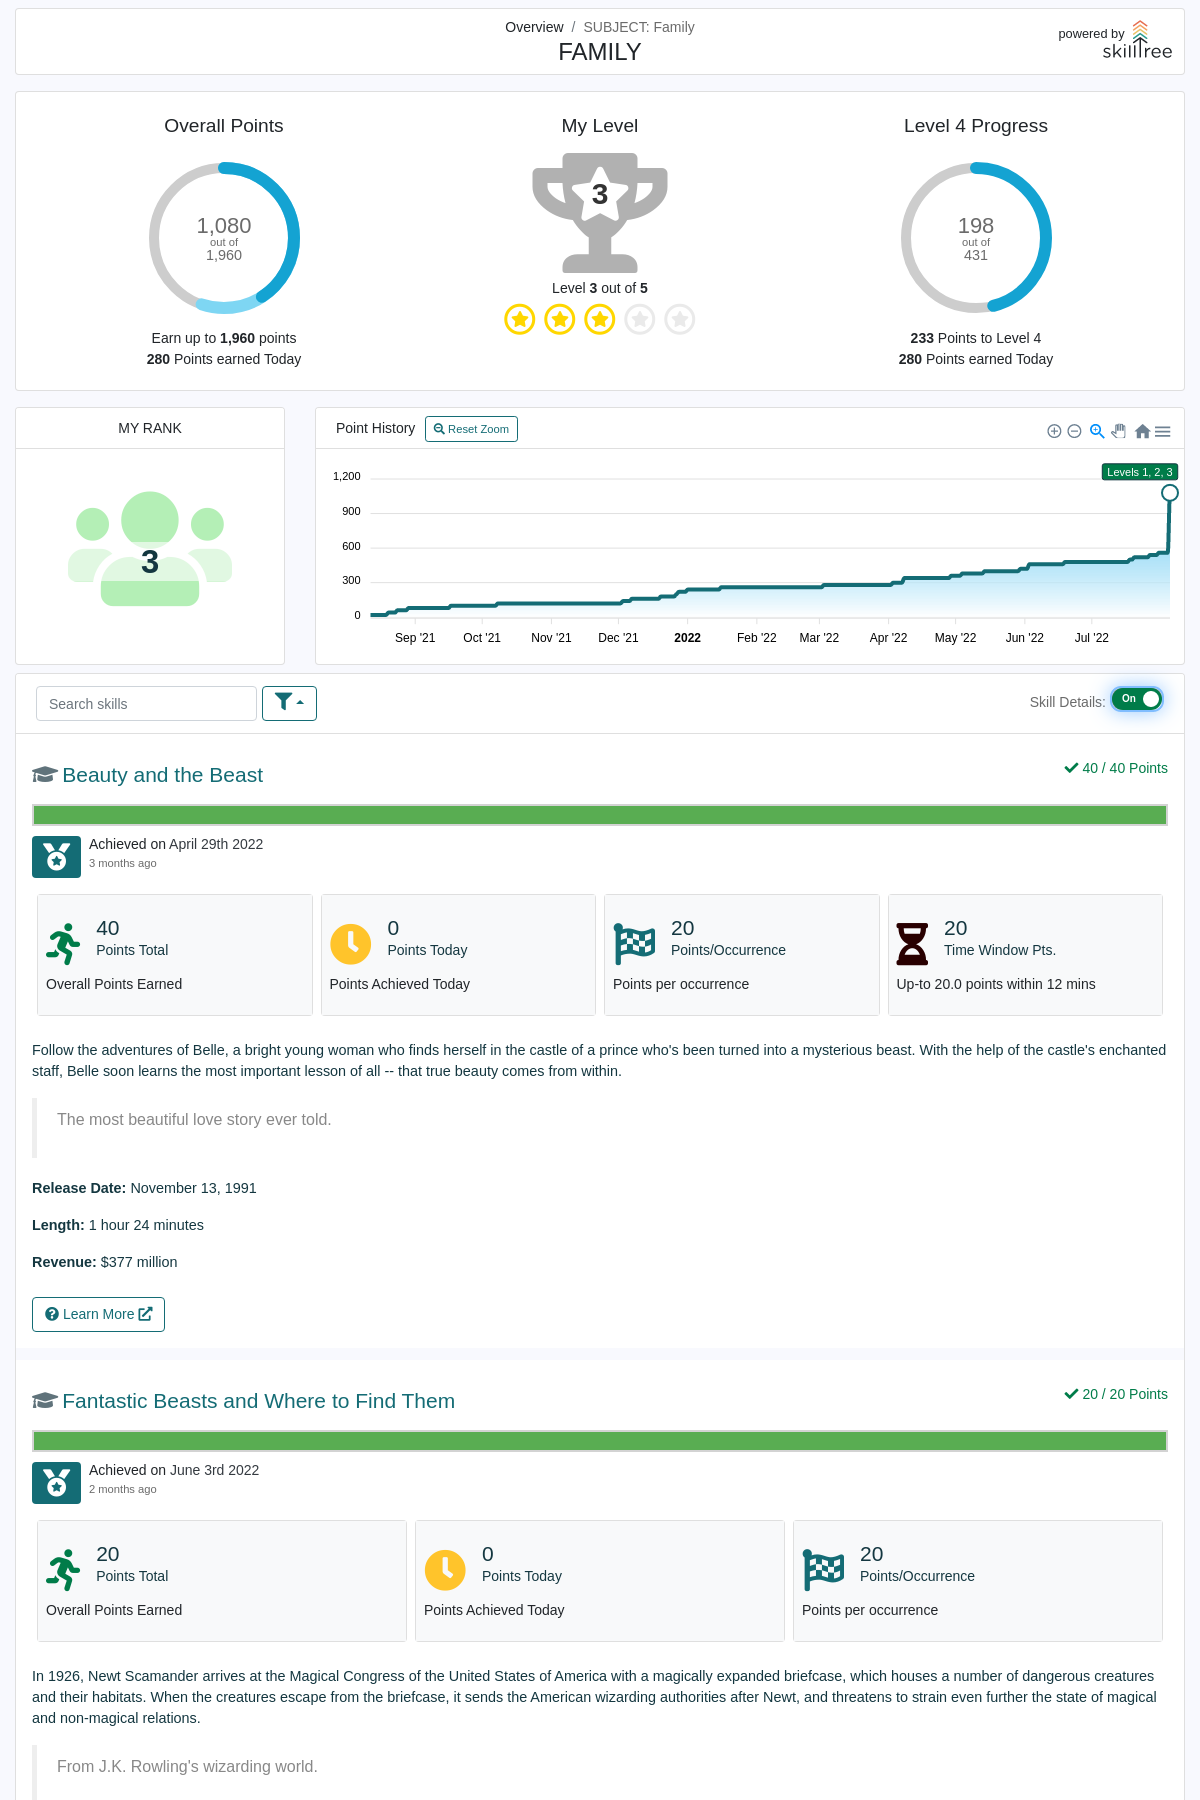 Overview / SUBJECT: Family
FAMILY
powered by
skilltree
Overall Points
My Level
Level 4 Progress
1,080
out of
1,960
3
198
out of
431
Level 3 out of 5
Earn up to 1,960 points
280 Points earned Today
233 Points to Level 4
280 Points earned Today
MY RANK
3
Point History
Reset Zoom
Levels 1, 2, 3
1,200
900
600
300
0
Sep '21 Oct '21 Nov '21 Dec '21 2022 Feb '22 Mar '22 Apr '22 May '22 Jun '22 Jul '22
Search skills
Skill Details: On
Beauty and the Beast
40 / 40 Points
Achieved on April 29th 2022
3 months ago
40
Points Total
Overall Points Earned
0
Points Today
Points Achieved Today
20
Points/Occurrence
Points per occurrence
20
Time Window Pts.
Up-to 20.0 points within 12 mins
Follow the adventures of Belle, a bright young woman who finds herself in the castle of a prince who's been turned into a mysterious beast. With the help of the castle's enchanted
staff, Belle soon learns the most important lesson of all -- that true beauty comes from within.
The most beautiful love story ever told.
Release Date: November 13, 1991
Length: 1 hour 24 minutes
Revenue: $377 million
Learn More
Fantastic Beasts and Where to Find Them
20 / 20 Points
Achieved on June 3rd 2022
2 months ago
20
Points Total
Overall Points Earned
0
Points Today
Points Achieved Today
20
Points/Occurrence
Points per occurrence
In 1926, Newt Scamander arrives at the Magical Congress of the United States of America with a magically expanded briefcase, which houses a number of dangerous creatures
and their habitats. When the creatures escape from the briefcase, it sends the American wizarding authorities after Newt, and threatens to strain even further the state of magical
and non-magical relations.
From J.K. Rowling's wizarding world.